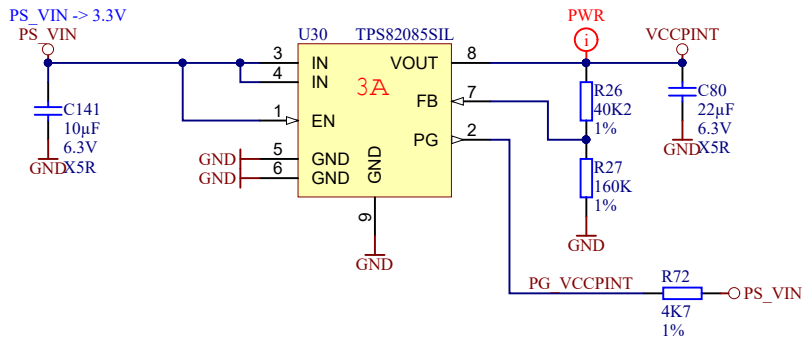 PS_VIN -> 3.3V
PS_VIN
U30 TPS82085SIL
PWR
VCCPINT
3 IN VOUT 8
4 IN
3A
C141
10µF
6.3V
X5R
GND
1 EN
FB 7
PG 2
R26
40K2
1%
C80
22µF
6.3V
X5R
GND
GND 5 GND
GND 6 GND
GND
9
GND
R27
160K
1%
GND
PG_VCCPINT
R72
4K7
1%
PS_VIN